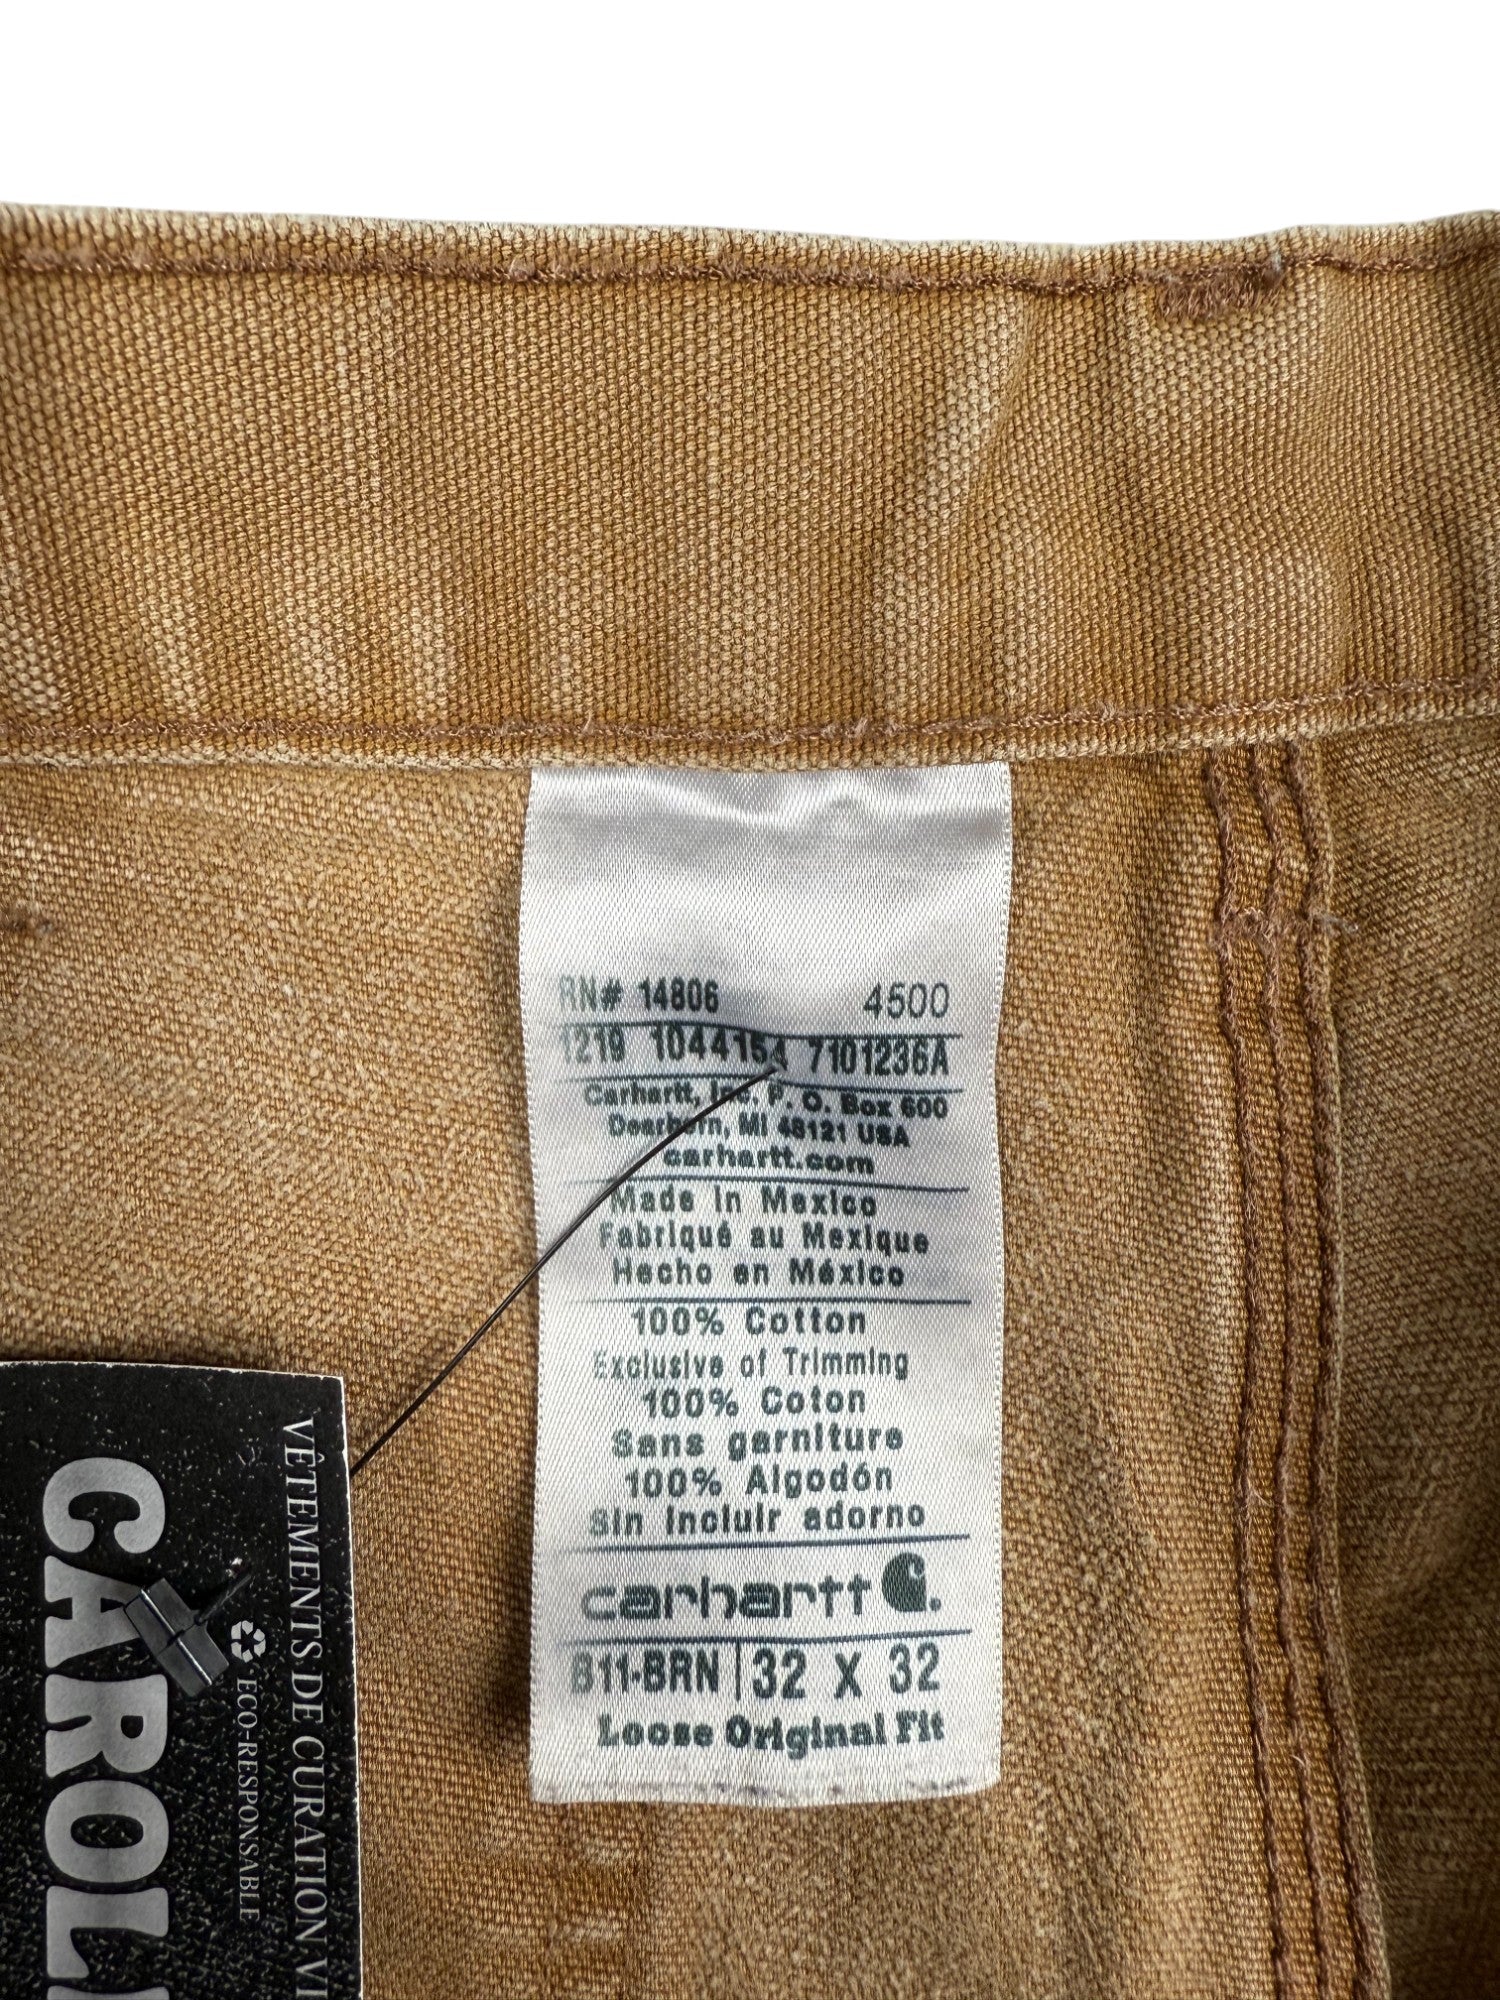 RN# 14806 4500
1219 1044154 7101236A
Carhartt, Inc. P. O. Box 600
Dearborn, MI 48121 USA
carhartt.com
Made In Mexico
Fabriqué au Mexique
Hecho en México
100% Cotton
Exclusive of Trimming
100% Coton
Sans garniture
100% Algodón
Sin incluir adorno
carhartt
B11-BRN | 32 X 32
Loose Original Fit
VÊTEMENTS DE CURATION
CAROL
ECO-RESPONSABLE